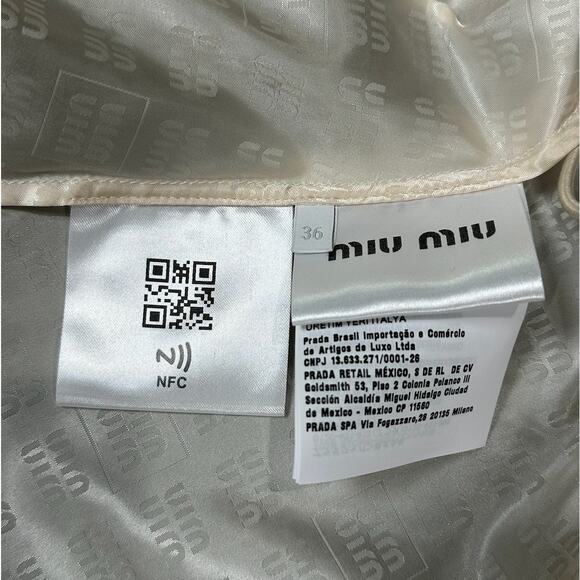 NFC
36
miu miu
ÜRETİM YERİ İTALYA
Prada Brasil Importação e Comércio
de Artigos de Luxo Ltda
CNPJ 13.633.271/0001-26
PRADA RETAIL MÉXICO, S DE RL DE CV
Goldsmith 53, Piso 2 Colonia Polanco III
Sección Alcaldía Miguel Hidalgo Ciudad
de Mexico - Mexico CP 11560
PRADA SPA Via Fogazzaro,28 20135 Milano